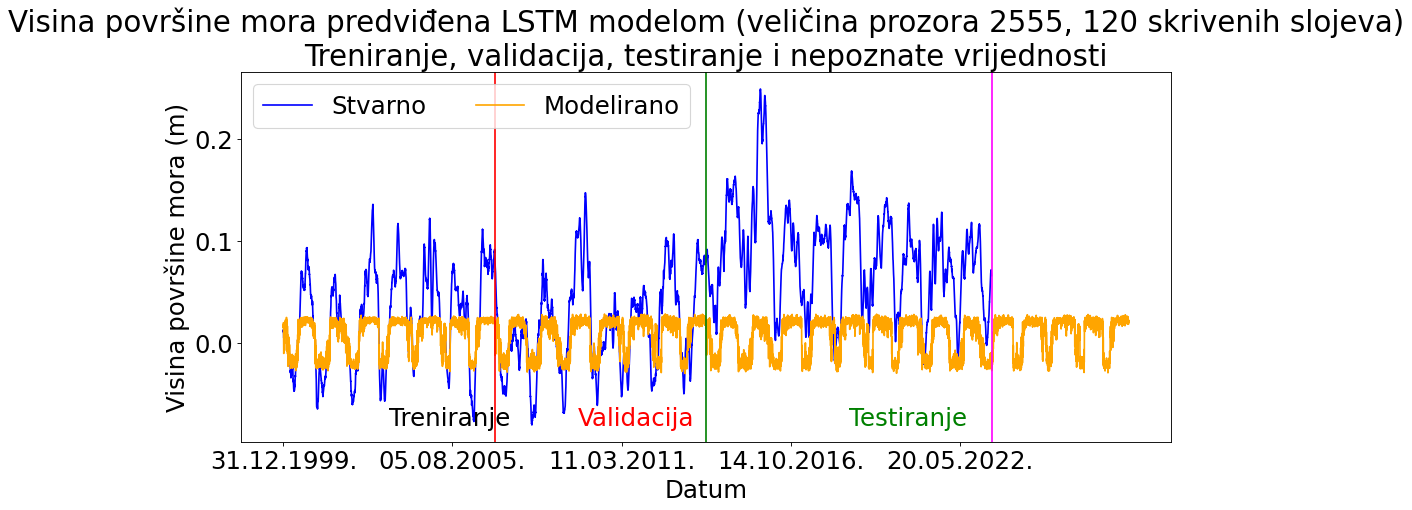 Visina površine mora predviđena LSTM modelom (veličina prozora 2555, 120 skrivenih slojeva)
Treniranje, validacija, testiranje i nepoznate vrijednosti
Stvarno Modelirano
Visina površine mora (m)
0.2
0.1
0.0
Treniranje Validacija Testiranje
31.12.1999. 05.08.2005. 11.03.2011. 14.10.2016. 20.05.2022.
Datum